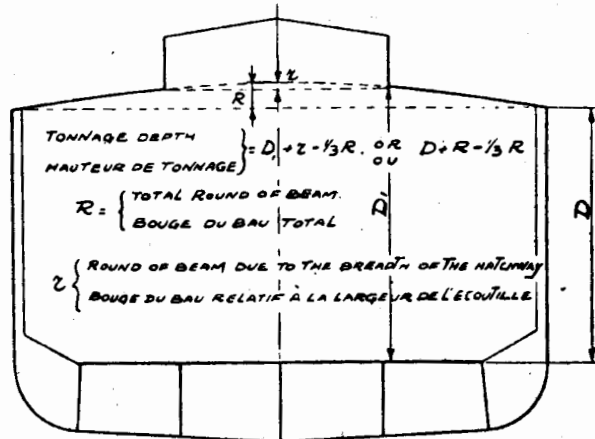 r
R
TONNAGE DEPTH
HAUTEUR DE TONNAGE } = D₁ + r - 1/3 R. OR OU D + R - 1/3 R
R = { TOTAL ROUND OF BEAM.
BOUGE DU BAU TOTAL
D₁
D
r { ROUND OF BEAM DUE TO THE BREADTH OF THE HATCHWAY
BOUGE DU BAU RELATIF À LA LARGEUR DE L'ECOUTILLE